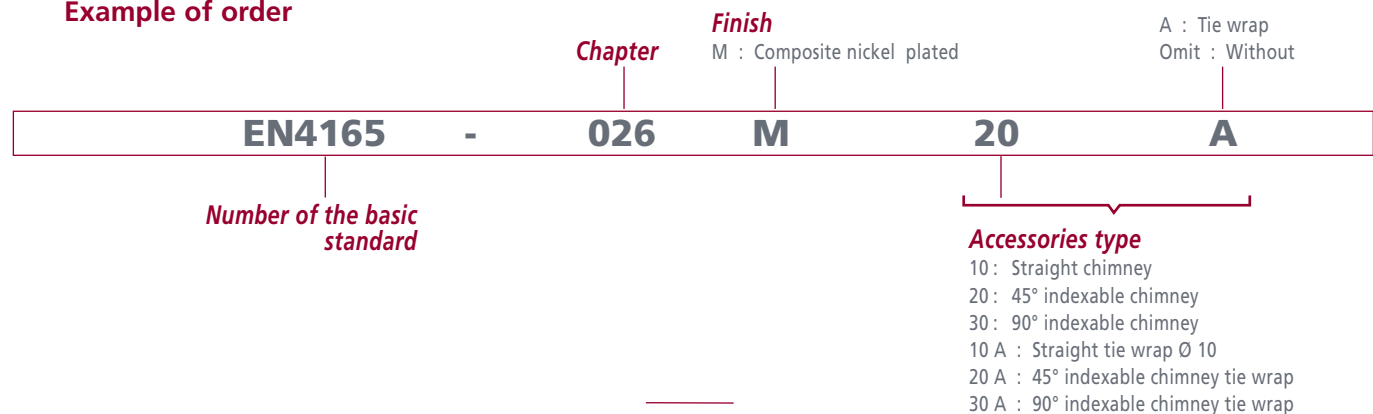 Example of order
Chapter
Finish
M : Composite nickel plated
A : Tie wrap
Omit : Without
EN4165 - 026 M 20 A
Number of the basic
standard
Accessories type
10 : Straight chimney
20 : 45° indexable chimney
30 : 90° indexable chimney
10 A : Straight tie wrap Ø 10
20 A : 45° indexable chimney tie wrap
30 A : 90° indexable chimney tie wrap